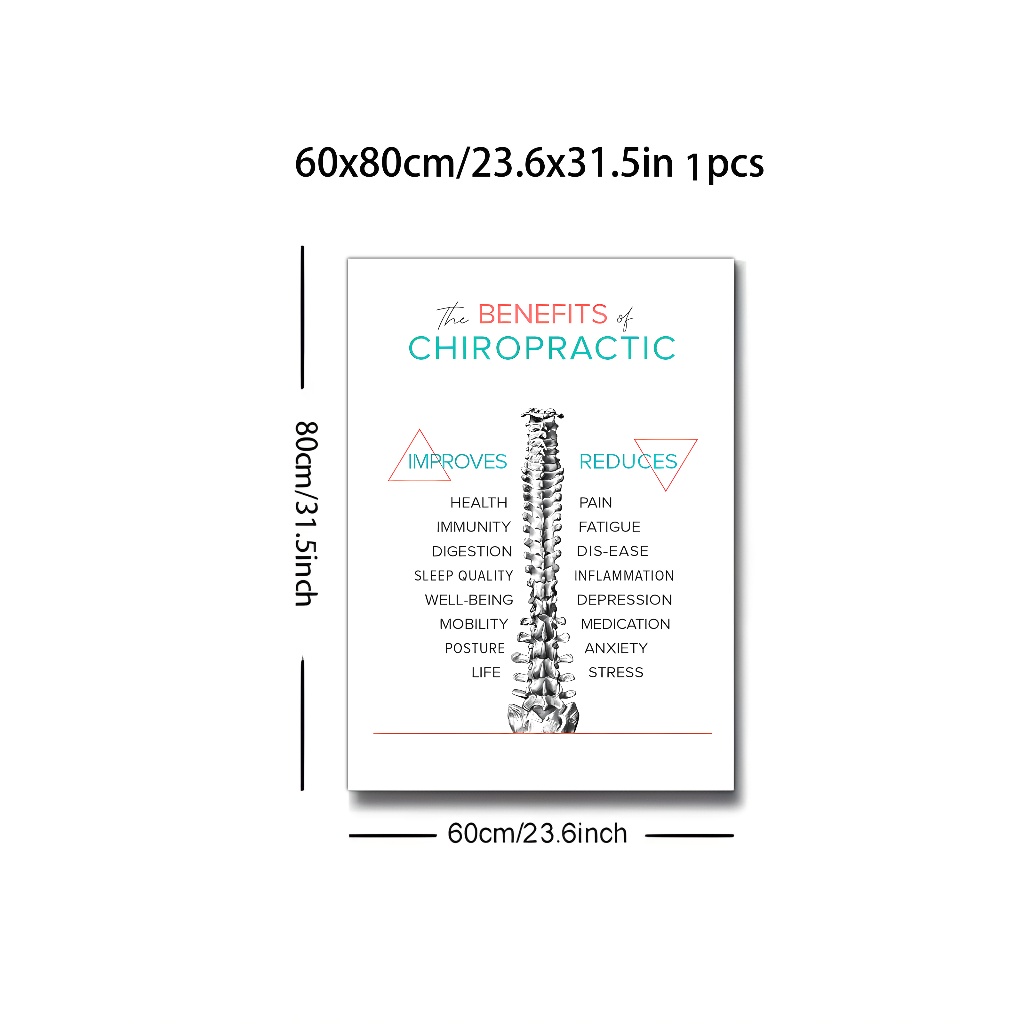 60x80cm/23.6x31.5in 1pcs
The BENEFITS of
CHIROPRACTIC
IMPROVES
HEALTH
IMMUNITY
DIGESTION
SLEEP QUALITY
WELL-BEING
MOBILITY
POSTURE
LIFE
REDUCES
PAIN
FATIGUE
DIS-EASE
INFLAMMATION
DEPRESSION
MEDICATION
ANXIETY
STRESS
80cm/31.5inch
60cm/23.6inch